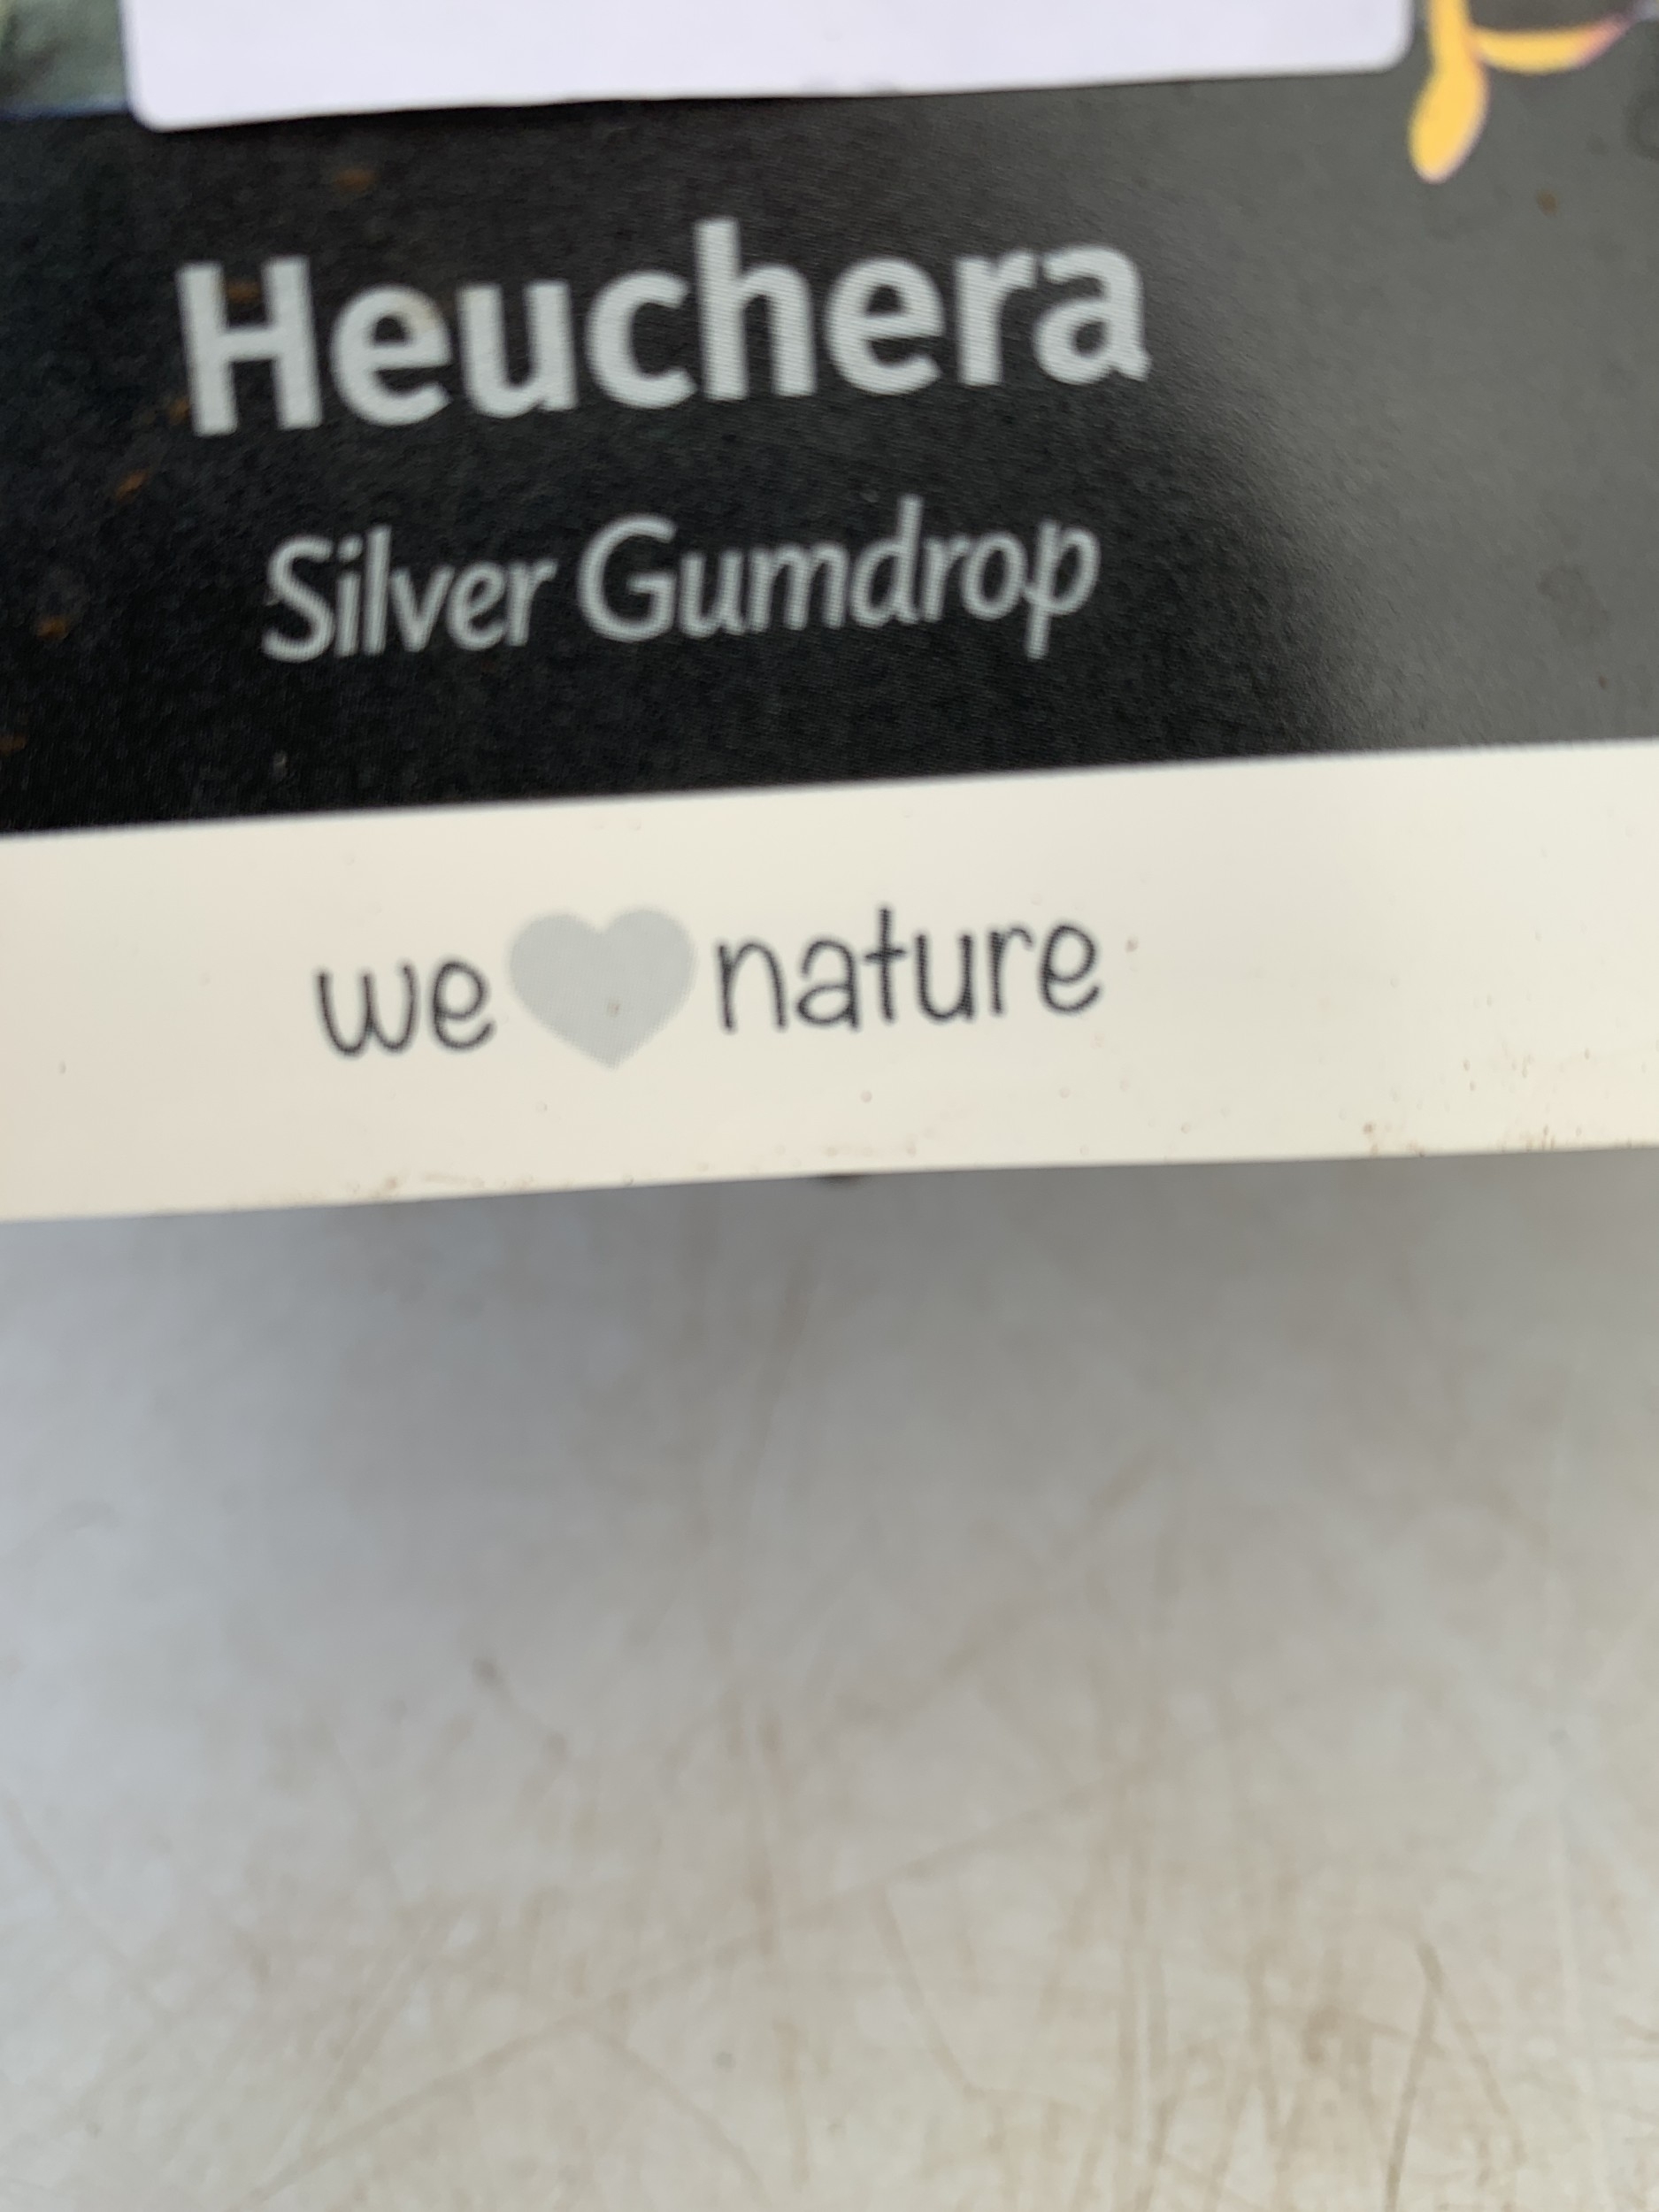 Heuchera
Silver Gumdrop
we nature